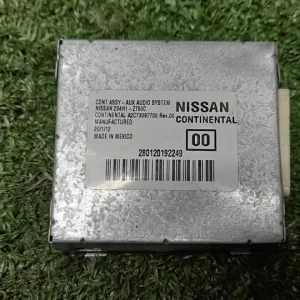 CONT ASSY-AUX AUDIO SYSTEM
NISSAN 284H1-ZT50C
CONTINENTAL A2C73897700 Rev.00
MANUFACTURED
2011/12
MADE IN MEXICO
NISSAN
CONTINENTAL
00
280120192249